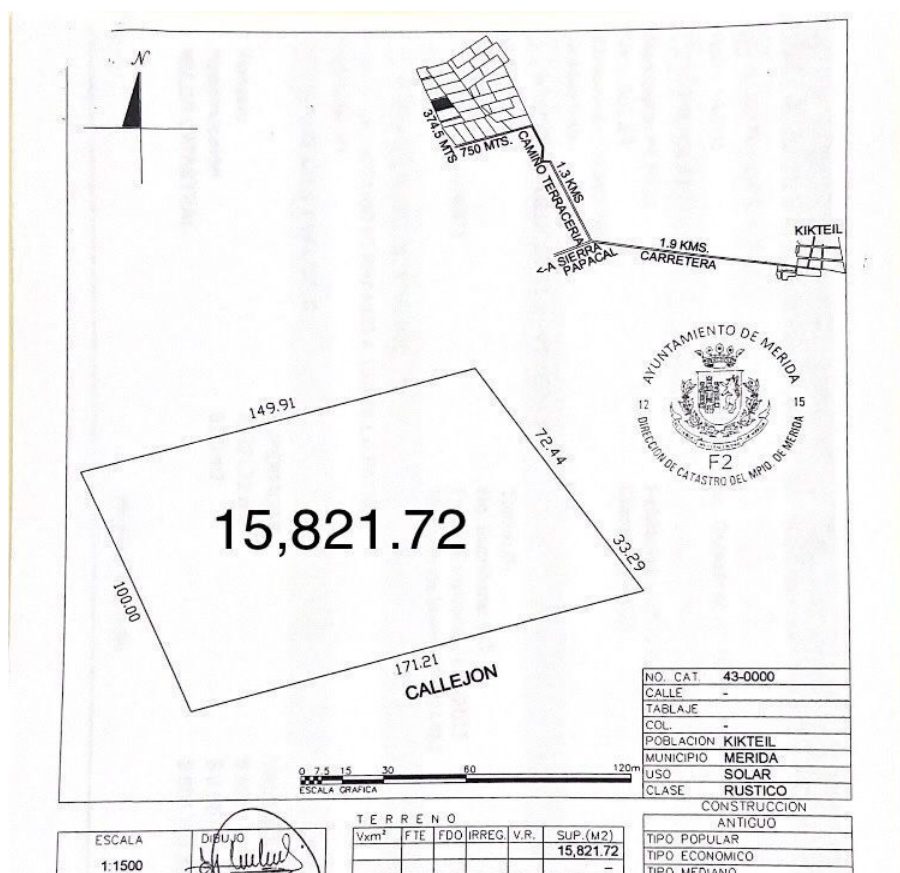 N
374.5 MTS
750 MTS.
CAMINO TERRACERIA
1.3 KMS
<-A SIERRA
PAPACAL
1.9 KMS.
CARRETERA
KIKTEIL
AYUNTAMIENTO DE MERIDA
12 15
F2
DIRECCION DE CATASTRO DEL MPIO. DE MERIDA
149.91
72.44
33.29
15,821.72
100.00
171.21
CALLEJON
NO. CAT. 43-0000
CALLE -
TABLAJE
COL. -
POBLACION KIKTEIL
MUNICIPIO MERIDA
USO SOLAR
CLASE RUSTICO
0 7.5 15 30 60 120m
ESCALA GRAFICA
CONSTRUCCION
ANTIGUO
TIPO POPULAR
TIPO ECONOMICO
TIPO MEDIANO
TERRENO
Vxm² FTE FDO IRREG. V.R. SUP.(M2)
15,821.72
–
ESCALA
1:1500
DIBUJO